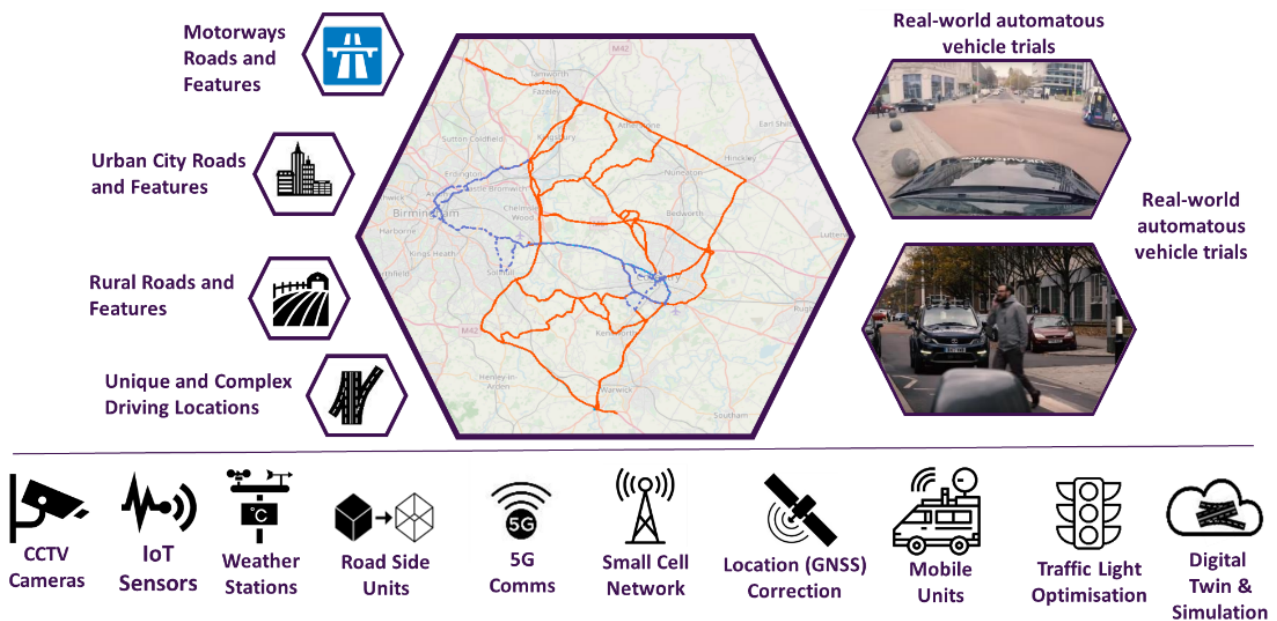 Motorways
Roads and
Features
Urban City Roads
and Features
Rural Roads and
Features
Unique and Complex
Driving Locations
M42
Tamworth
Fazeley
Sutton Coldfield
Kingsbury
Atherstone
Earl Shilton
Hinckley
Erdington
Castle Bromwich
Nuneaton
Birmingham
Chelmsley
Wood
Bedworth
Harborne
Kings Heath
Solihull
M42
Kenilworth
Henley-in-
Arden
Warwick
Southam
Real-world automatous
vehicle trials
Real-world
automatous
vehicle trials
CCTV
Cameras
IoT
Sensors
°C
Weather
Stations
Road Side
Units
5G
5G
Comms
Small Cell
Network
Location (GNSS)
Correction
Mobile
Units
Traffic Light
Optimisation
Digital
Twin &
Simulation